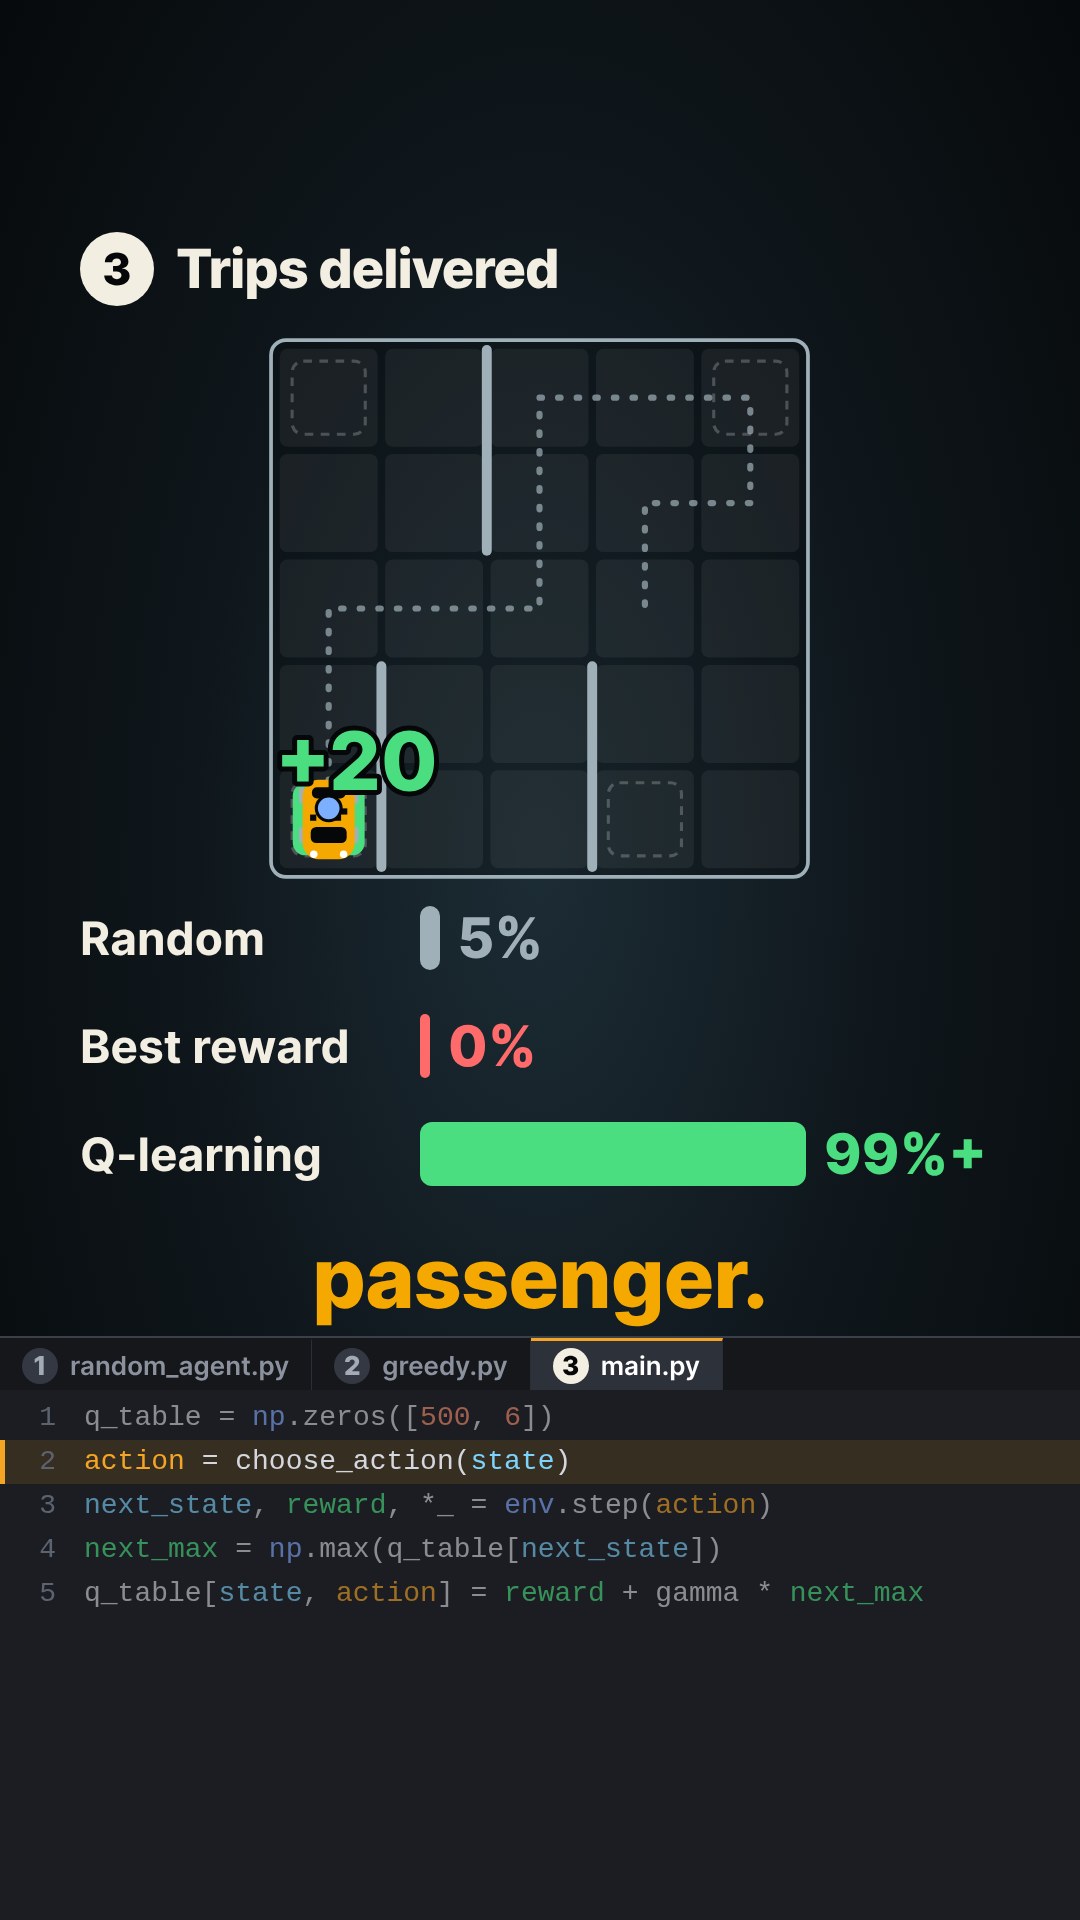 3 Trips delivered
+20
Random 5%
Best reward 0%
Q-learning 99%+
passenger.
1 random_agent.py 2 greedy.py 3 main.py
1 q_table = np.zeros([500, 6])
2 action = choose_action(state)
3 next_state, reward, *_ = env.step(action)
4 next_max = np.max(q_table[next_state])
5 q_table[state, action] = reward + gamma * next_max